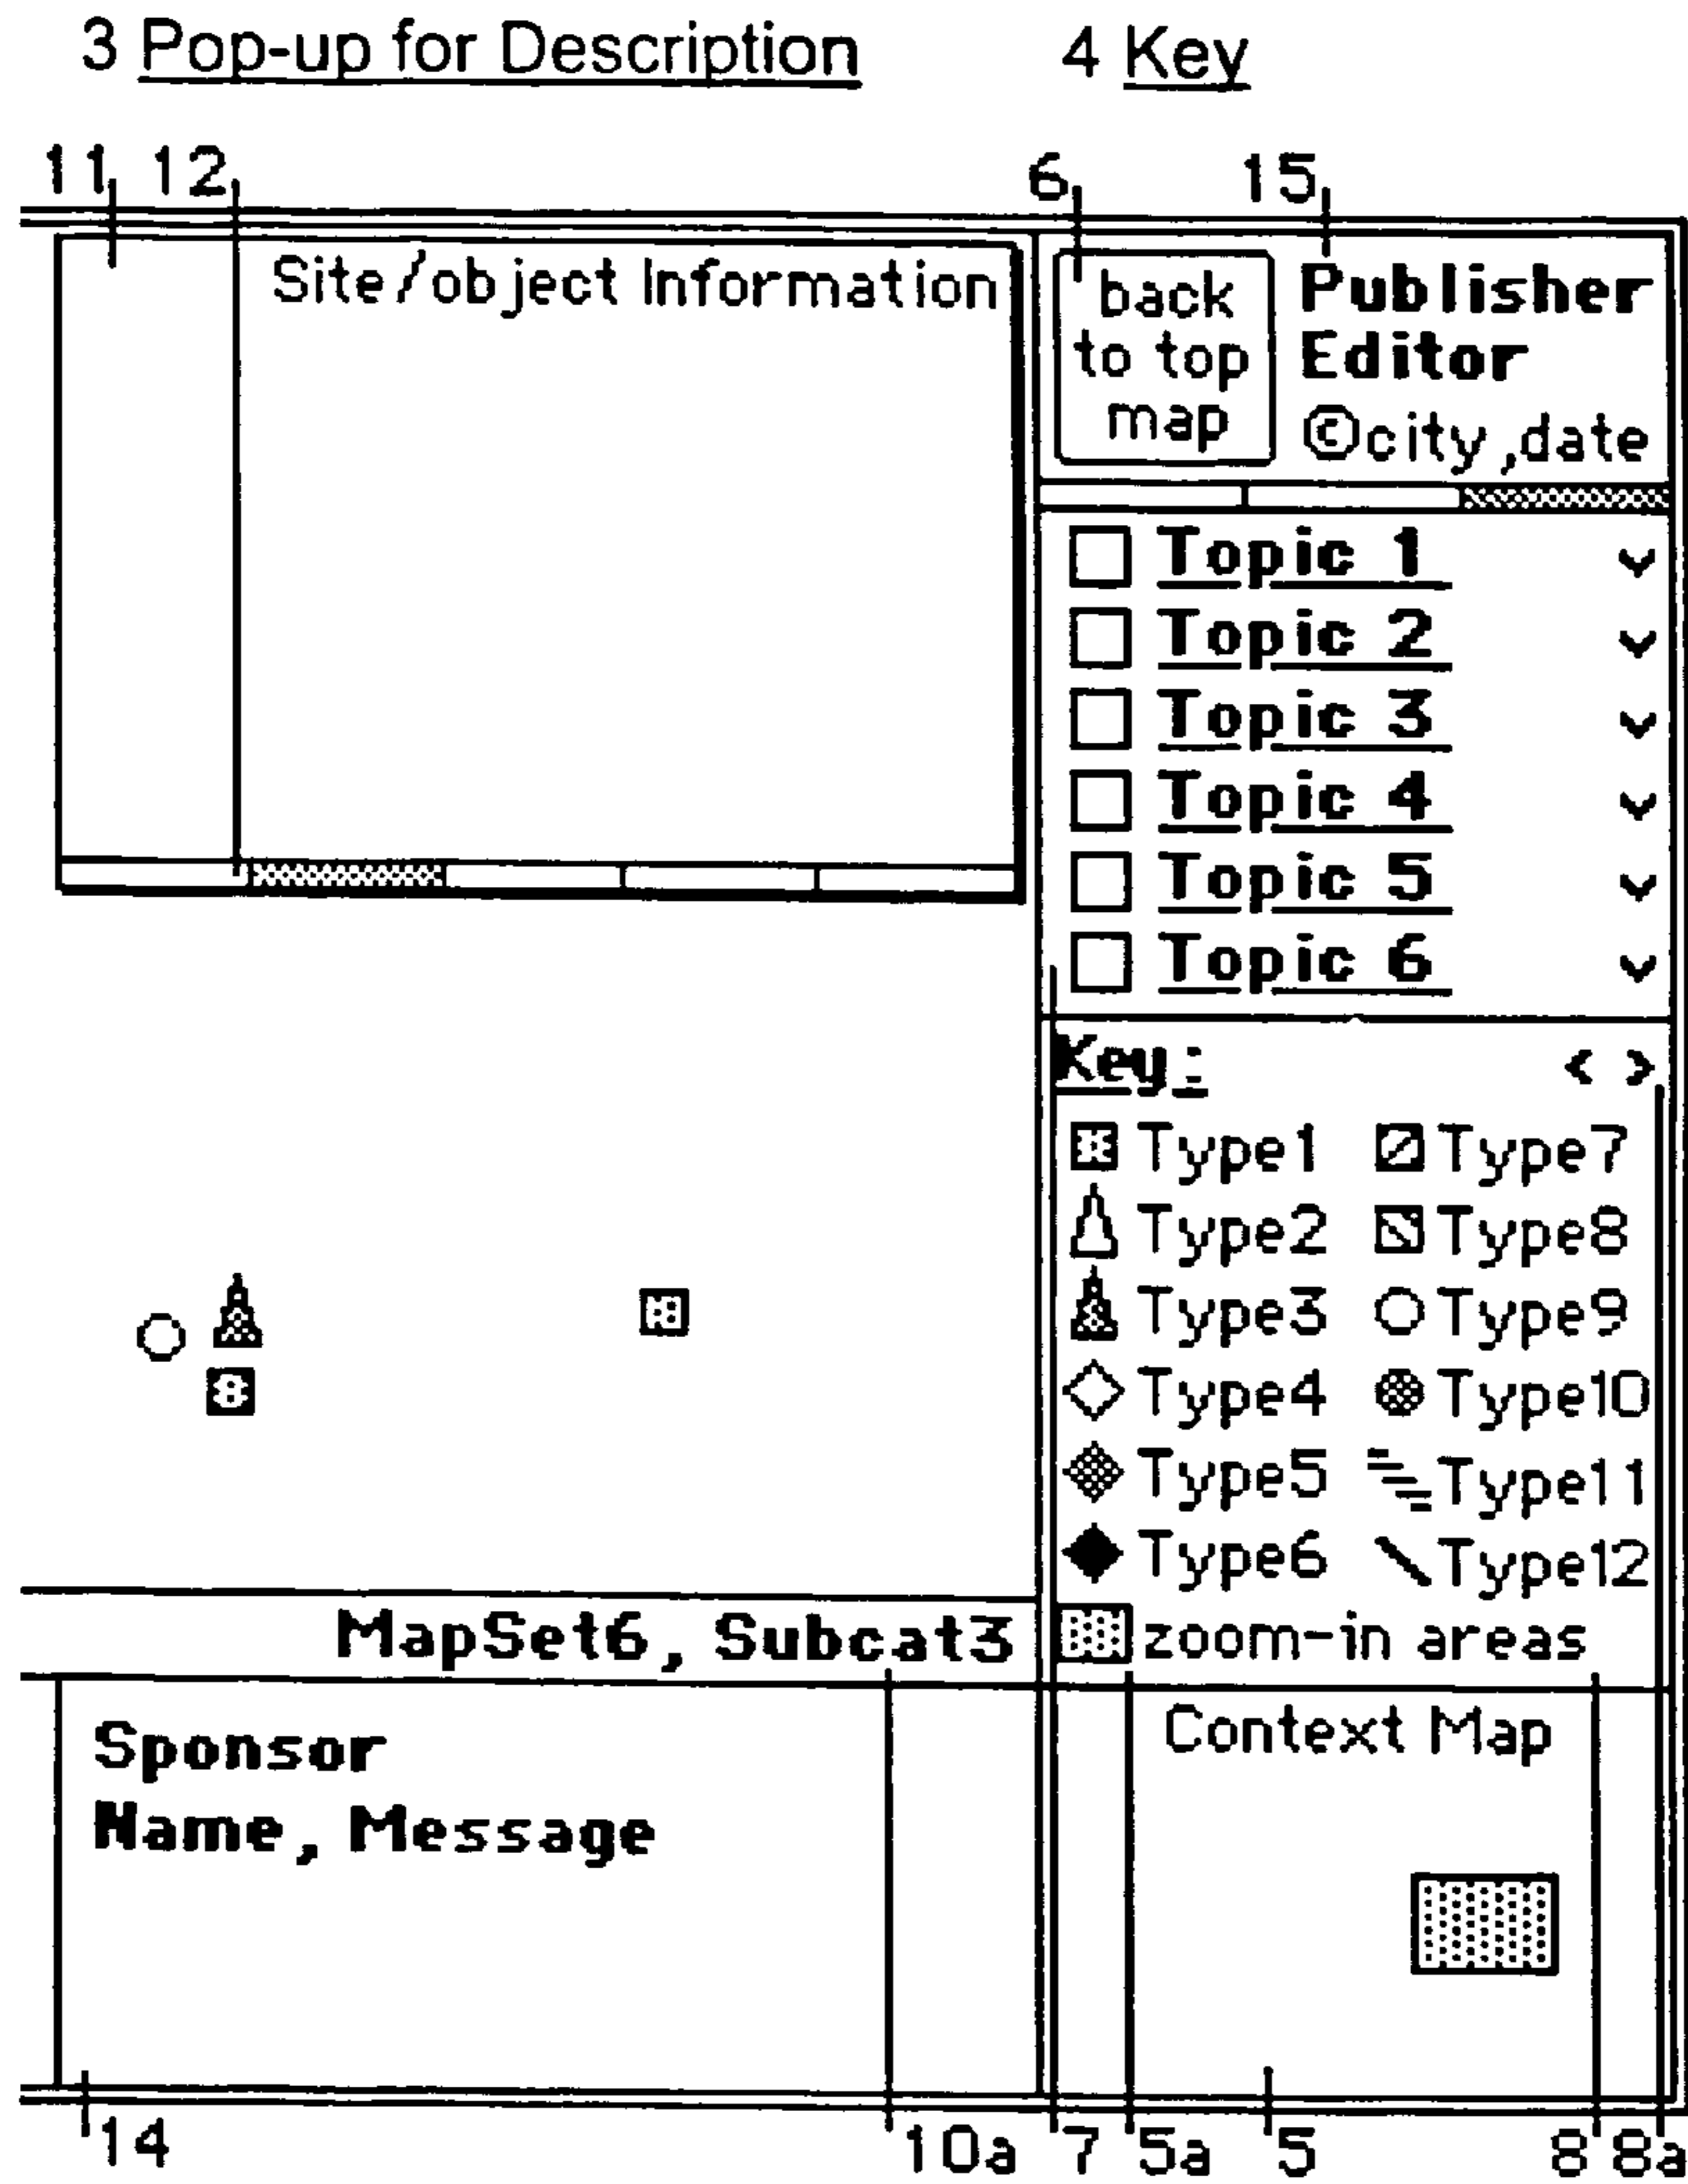 3 Pop-up for Description 4 Key
11 12 6 15
Site/object Information
back
to top
map
Publisher
Editor
©city,date
Topic 1
Topic 2
Topic 3
Topic 4
Topic 5
Topic 6
Key: < >
Type1 Type7
Type2 Type8
Type3 Type9
Type4 Type10
Type5 Type11
Type6 Type12
MapSet6, Subcat3 zoom-in areas
Sponsor
Name, Message
Context Map
14 10a 7 5a 5 8 8a